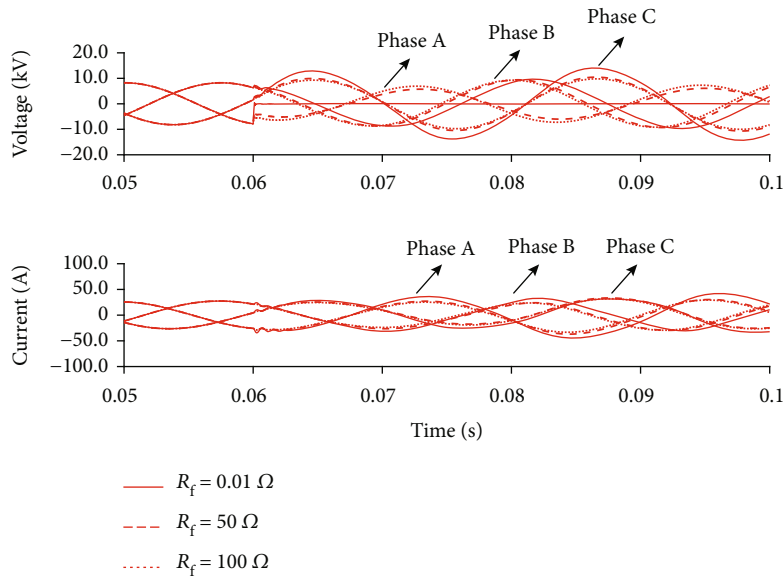 Phase A
Phase B
Phase C
Voltage (kV)
20.0
10.0
0
−10.0
−20.0
0.05
0.06
0.07
0.08
0.09
0.1
Phase A
Phase B
Phase C
Current (A)
100.0
50.0
0
−50.0
−100.0
0.05
0.06
0.07
0.08
0.09
0.1
Time (s)
Rf = 0.01 Ω
Rf = 50 Ω
Rf = 100 Ω